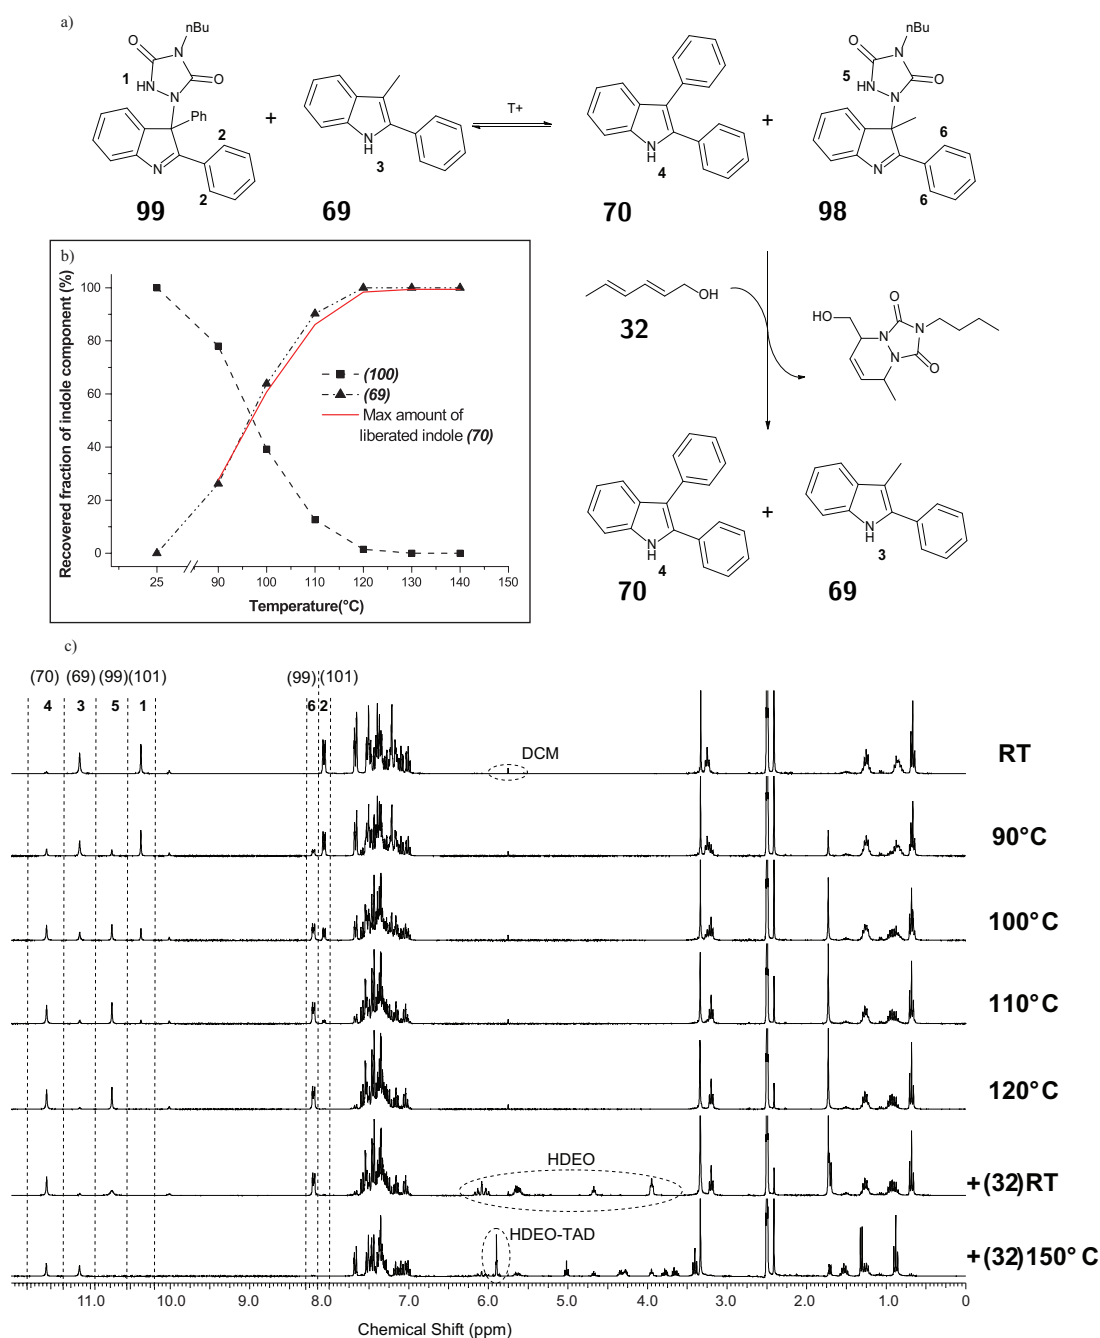 a)
nBu
O
N
O
1 HN
N
Ph
2
N
2
99
+
N
H
3
69
T+
N
H
4
70
+
nBu
O
N
O
5 HN
N
6
N
6
98
b)
Recovered fraction of indole component (%)
100
80
60
40
20
0
(100)
(69)
Max amount of
liberated indole (70)
25 90 100 110 120 130 140 150
Temperature(°C)
OH
32
O
HO
N
N
N
O
N
H
4
70
+
N
H
3
69
c)
(70) (69) (99) (101) (99) (101)
4 3 5 1 6 2
DCM
RT
90°C
100°C
110°C
120°C
HDEO
+(32)RT
HDEO-TAD
+(32)150°C
11.0 10.0 9.0 8.0 7.0 6.0 5.0 4.0 3.0 2.0 1.0 0
Chemical Shift (ppm)